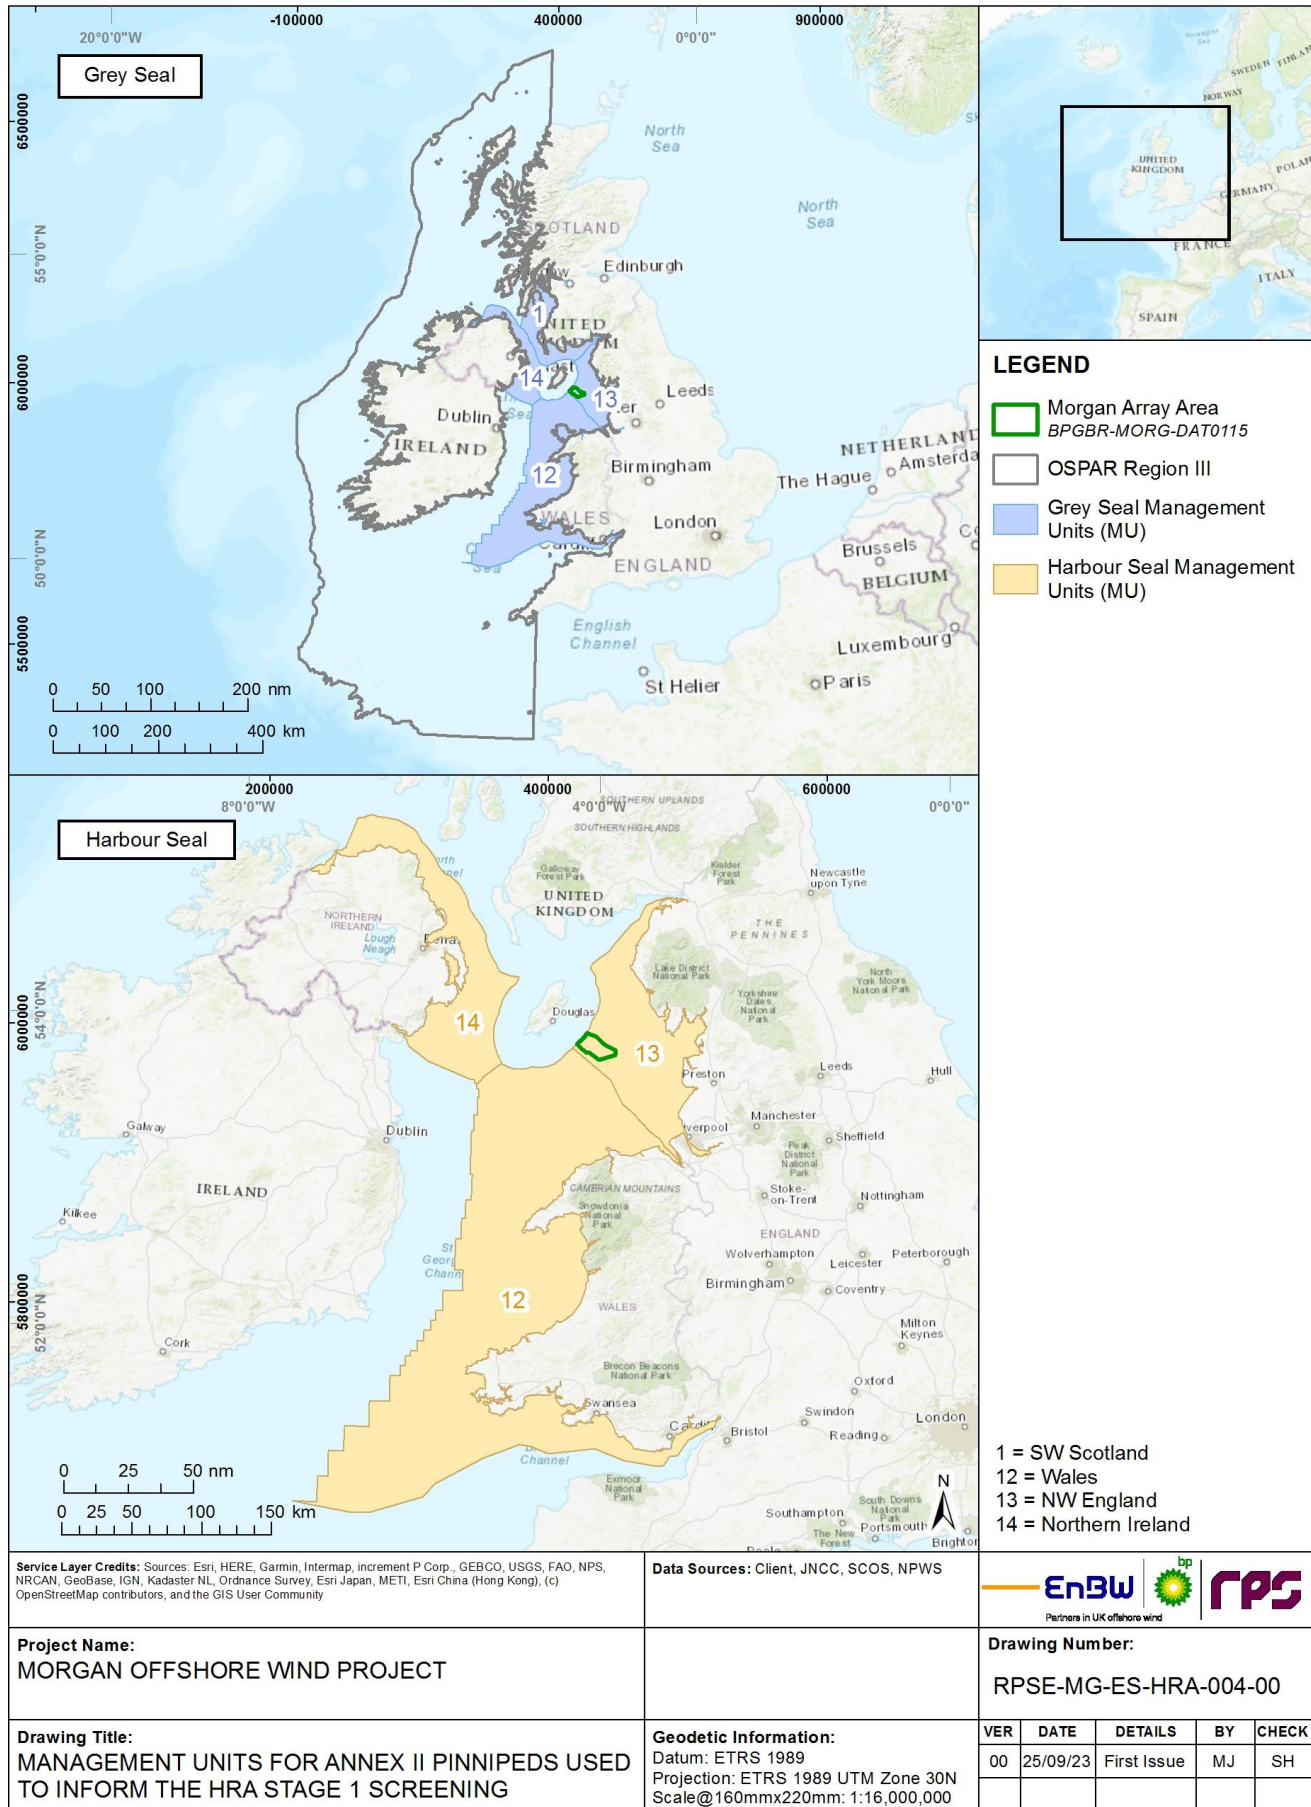 -100000
400000
900000
20°0'0"W
0°0'0"
Grey Seal
6500000
55°0'0"N
6000000
50°0'0"N
5500000
North
Sea
North
Sea
SCOTLAND
Edinburgh
1
14
13
12
Leeds
Dublin
IRELAND
Birmingham
WALES
London
ENGLAND
NETHERLAND
The Hague
Amsterda
Brussels
BELGIUM
English
Channel
Luxembourg
St Helier
Paris
0 50 100 200 nm
0 100 200 400 km
Norwegian
Sea
SWEDEN
FINLAN
NORWAY
UNITED
KINGDOM
POLAN
GERMANY
FRANCE
ITALY
SPAIN
LEGEND
Morgan Array Area
BPGBR-MORG-DAT0115
OSPAR Region III
Grey Seal Management
Units (MU)
Harbour Seal Management
Units (MU)
200000
400000
600000
8°0'0"W
4°0'0"W
0°0'0"
Harbour Seal
6000000
54°0'0"N
5800000
52°0'0"N
SOUTHERN UPLANDS
SOUTHERN HIGHLANDS
Galloway
Forest Park
Kielder
Forest
Park
Newcastle
upon Tyne
UNITED
KINGDOM
THE
PENNINES
NORTHERN
IRELAND
Lough
Neagh
Lake District
National Park
North
York Moors
National Park
Yorkshire
Dales
National
Park
Douglas
14
13
Preston
Leeds
Hull
Manchester
Sheffield
Peak
District
National
Park
Galway
Dublin
IRELAND
CAMBRIAN MOUNTAINS
Snowdonia
National
Park
Stoke-
on-Trent
Nottingham
Kilkee
ENGLAND
Wolverhampton
Leicester
Peterborough
Birmingham
Coventry
12
WALES
Milton
Keynes
Cork
Brecon Beacons
National Park
Oxford
Swansea
Swindon
London
Bristol
Reading
Channel
Exmoor
National
Park
Southampton
South Downs
National
Park
The New
Forest
Portsmouth
Brighton
N
0 25 50 nm
0 25 50 100 150 km
1 = SW Scotland
12 = Wales
13 = NW England
14 = Northern Ireland
Service Layer Credits: Sources: Esri, HERE, Garmin, Intermap, increment P Corp., GEBCO, USGS, FAO, NPS,
NRCAN, GeoBase, IGN, Kadaster NL, Ordnance Survey, Esri Japan, METI, Esri China (Hong Kong), (c)
OpenStreetMap contributors, and the GIS User Community
Data Sources: Client, JNCC, SCOS, NPWS
EnBW
bp
rps
Partners in UK offshore wind
Project Name:
MORGAN OFFSHORE WIND PROJECT
Drawing Number:
RPSE-MG-ES-HRA-004-00
Drawing Title:
MANAGEMENT UNITS FOR ANNEX II PINNIPEDS USED
TO INFORM THE HRA STAGE 1 SCREENING
Geodetic Information:
Datum: ETRS 1989
Projection: ETRS 1989 UTM Zone 30N
Scale@160mmx220mm: 1:16,000,000
VER DATE DETAILS BY CHECK
00 25/09/23 First Issue MJ SH